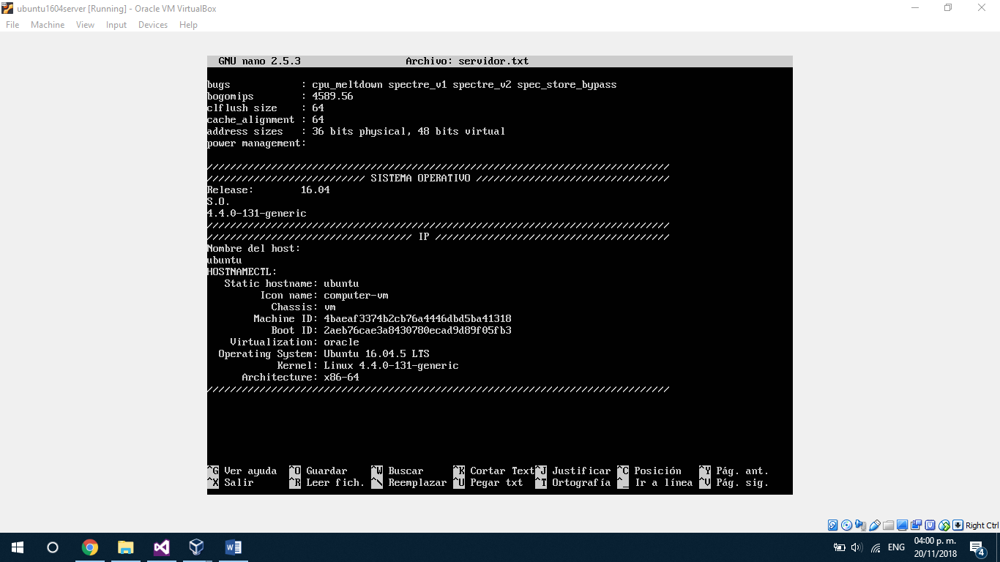 ubuntu1604server [Running] - Oracle VM VirtualBox
File Machine View Input Devices Help
GNU nano 2.5.3 Archivo: servidor.txt
bugs : cpu_meltdown spectre_v1 spectre_v2 spec_store_bypass
bogomips : 4589.56
clflush size : 64
cache_alignment : 64
address sizes : 36 bits physical, 48 bits virtual
power management:
///////////////////////////////////////////////////////////////////////////////
/////////////////////////// SISTEMA OPERATIVO /////////////////////////////////
Release: 16.04
S.O.
4.4.0-131-generic
///////////////////////////////////////////////////////////////////////////////
/////////////////////////////////// IP ////////////////////////////////////////
Nombre del host:
ubuntu
HOSTNAMECTL:
Static hostname: ubuntu
Icon name: computer-vm
Chassis: vm
Machine ID: 4baeaf3374b2cb76a4446dbd5ba41318
Boot ID: 2aeb76cae3a8430780ecad9d89f05fb3
Virtualization: oracle
Operating System: Ubuntu 16.04.5 LTS
Kernel: Linux 4.4.0-131-generic
Architecture: x86-64
///////////////////////////////////////////////////////////////////////////////
^G Ver ayuda ^O Guardar ^W Buscar ^K Cortar Text ^J Justificar ^C Posición ^Y Pág. ant.
^X Salir ^R Leer fich. ^\ Reemplazar ^U Pegar txt ^T Ortografía ^_ Ir a línea ^V Pág. sig.
Right Ctrl
ENG
04:00 p. m.
20/11/2018
4